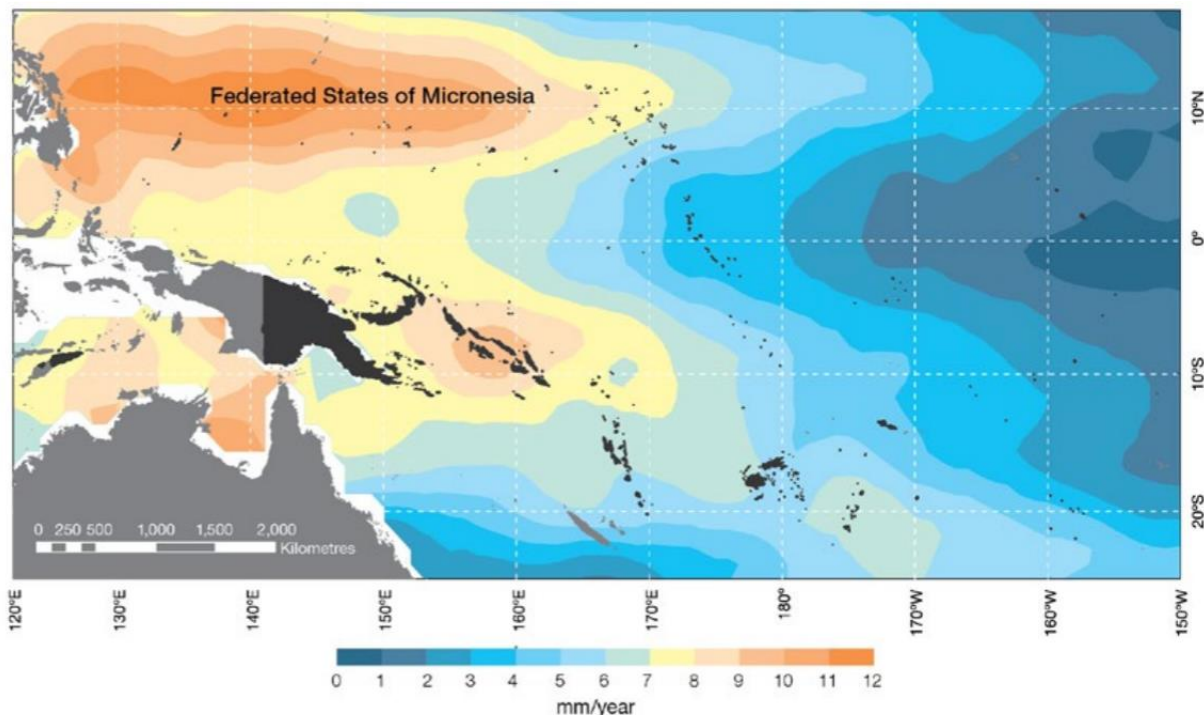 Federated States of Micronesia
10°N
0°
10°S
20°S
0 250 500 1,000 1,500 2,000
Kilometres
120°E 130°E 140°E 150°E 160°E 170°E 180° 170°W 160°W 150°W
0 1 2 3 4 5 6 7 8 9 10 11 12
mm/year